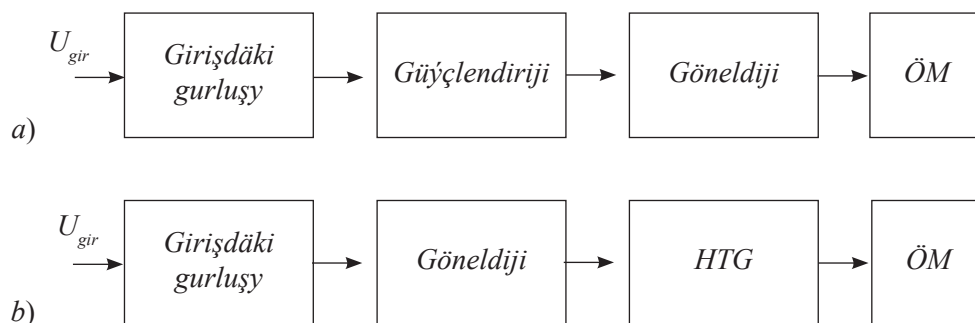 U_gir
Girişdäki
gurluşy
Güýçlendiriji
Göneldiji
ÖM
a)
U_gir
Girişdäki
gurluşy
Göneldiji
HTG
ÖM
b)